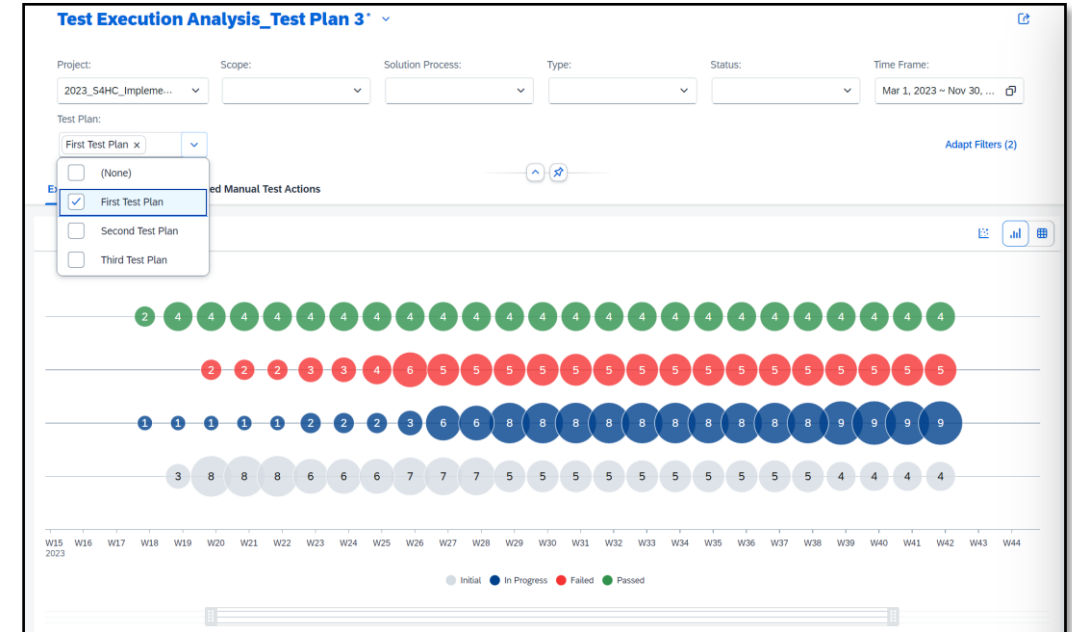 Test Execution Analysis_Test Plan 3*
Project: Scope: Solution Process: Type: Status: Time Frame:
2023_S4HC_Impleme... Mar 1, 2023 ~ Nov 30, ...
Test Plan:
First Test Plan × Adapt Filters (2)
(None)
ed Manual Test Actions
First Test Plan
Second Test Plan
Third Test Plan
2 4 4 4 4 4 4 4 4 4 4 4 4 4 4 4 4 4 4 4 4 4 4 4 4
2 2 2 3 3 4 6 5 5 5 5 5 5 5 5 5 5 5 5 5 5 5 5
1 1 1 1 1 2 2 2 3 6 6 8 8 8 8 8 8 8 8 8 8 9 9 9 9
3 8 8 8 6 6 6 7 7 7 5 5 5 5 5 5 5 5 5 5 4 4 4 4
W15 W16 W17 W18 W19 W20 W21 W22 W23 W24 W25 W26 W27 W28 W29 W30 W31 W32 W33 W34 W35 W36 W37 W38 W39 W40 W41 W42 W43 W44
2023
Initial In Progress Failed Passed